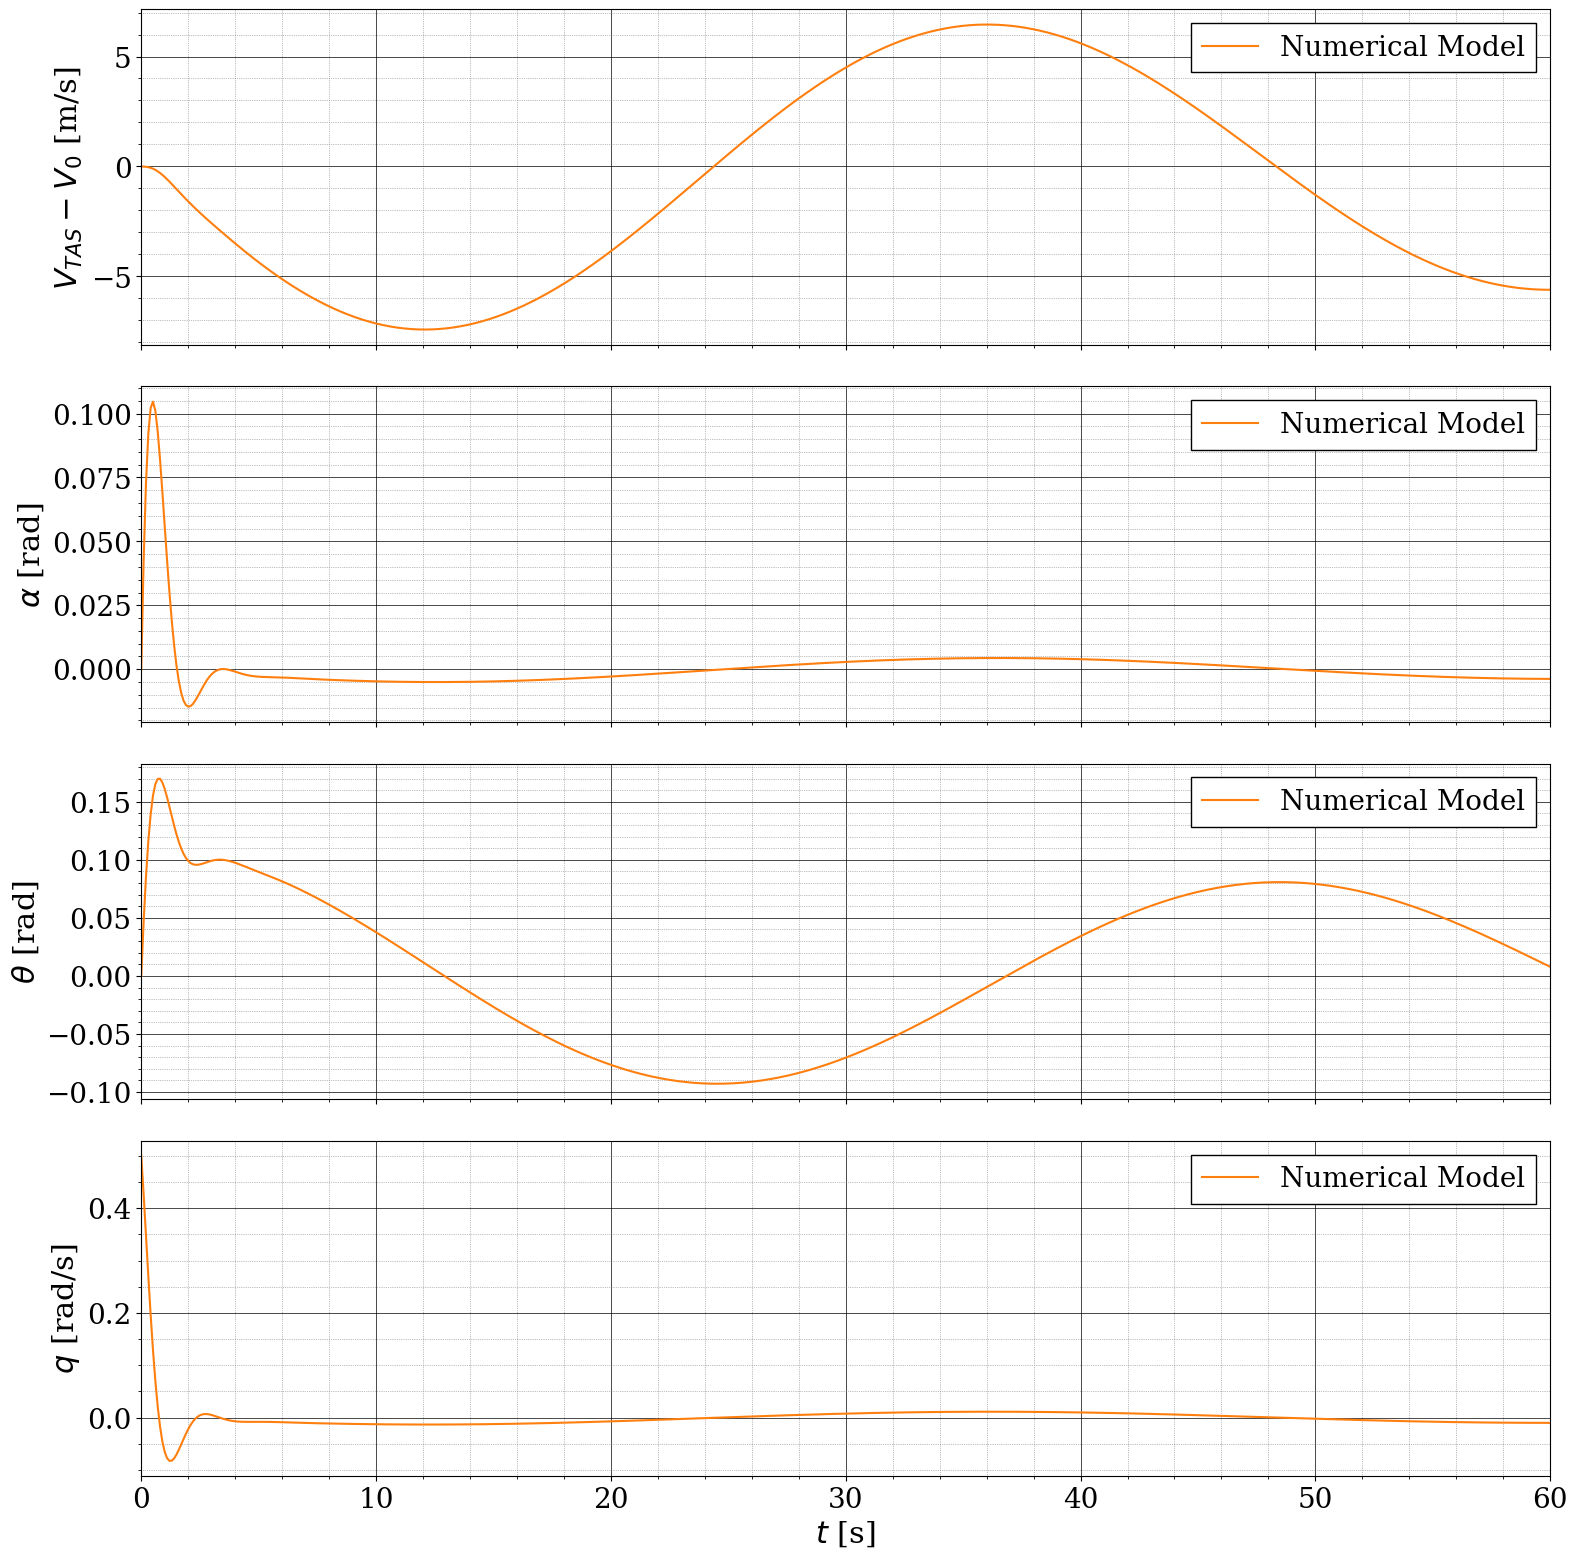 Numerical Model
5
0
−5
V_{TAS} − V_0 [m/s]
Numerical Model
0.100
0.075
0.050
0.025
0.000
α [rad]
Numerical Model
0.15
0.10
0.05
0.00
−0.05
−0.10
θ [rad]
Numerical Model
0.4
0.2
0.0
q [rad/s]
0 10 20 30 40 50 60
t [s]